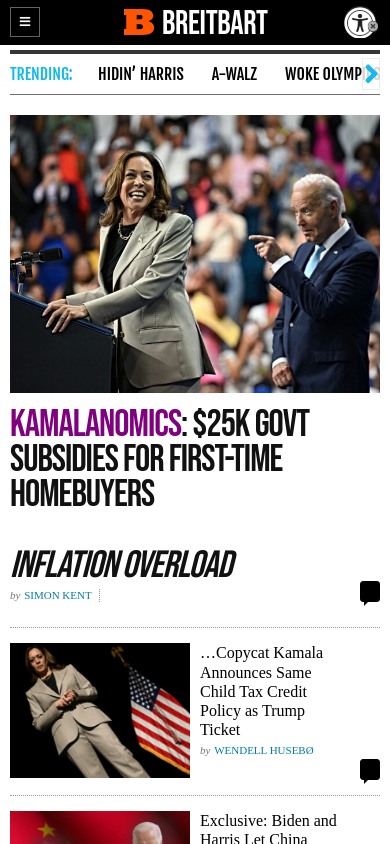 BREITBART
TRENDING:
HIDIN’ HARRIS
A–WALZ
WOKE OLYMP
KAMALANOMICS: $25K GOVT
SUBSIDIES FOR FIRST-TIME
HOMEBUYERS
INFLATION OVERLOAD
by SIMON KENT
…Copycat Kamala
Announces Same
Child Tax Credit
Policy as Trump
Ticket
by WENDELL HUSEBØ
Exclusive: Biden and
Harris Let China